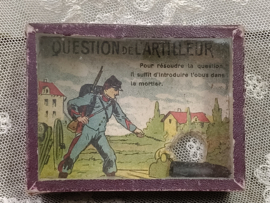 QUESTION DE L'ARTILLEUR
Pour résoudre la question,
il suffit d'introduire l'obus dans
le mortier.